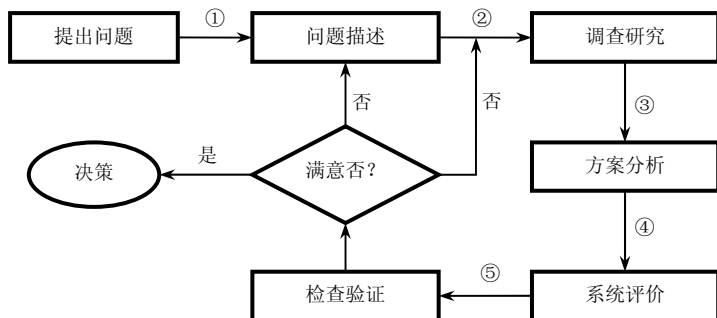 提出问题
①
问题描述
②
调查研究
否
否
③
决策
是
满意否？
方案分析
④
检查验证
⑤
系统评价